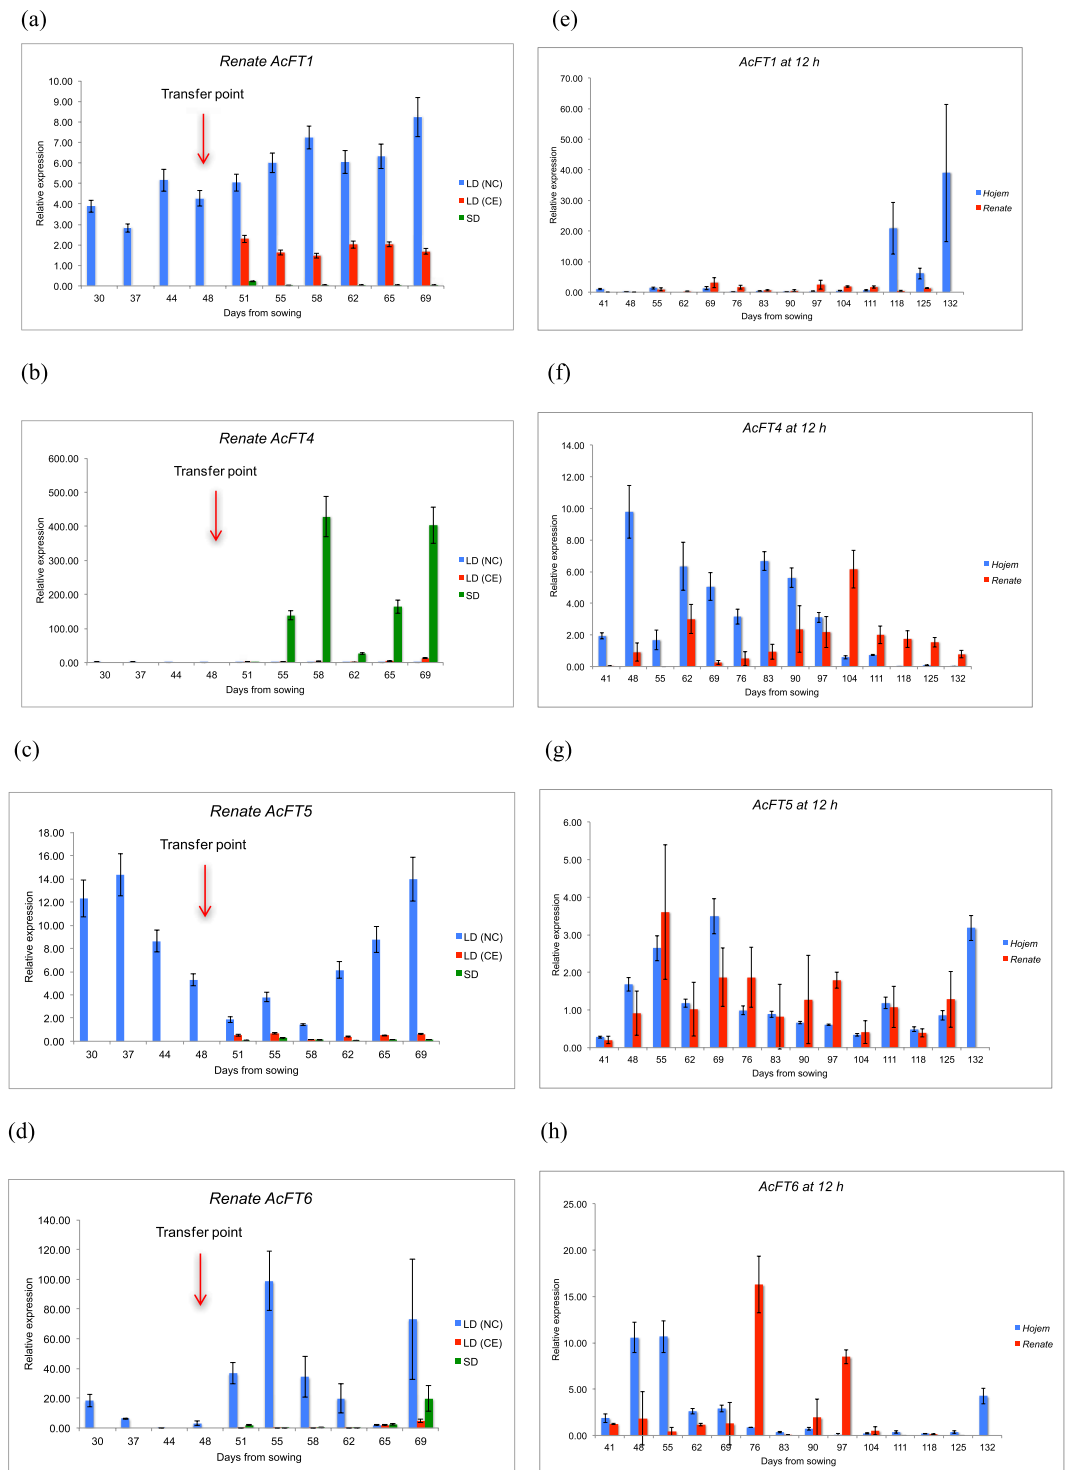 (a)
Renate AcFT1
Transfer point
Relative expression
10.00
9.00
8.00
7.00
6.00
5.00
4.00
3.00
2.00
1.00
0.00
30 37 44 48 51 55 58 62 65 69
Days from sowing
LD (NC)
LD (CE)
SD
(e)
AcFT1 at 12 h
Relative expression
70.00
60.00
50.00
40.00
30.00
20.00
10.00
0.00
41 48 55 62 69 76 83 90 97 104 111 118 125 132
Days from sowing
Hojem
Renate
(b)
Renate AcFT4
Transfer point
Relative expression
600.00
500.00
400.00
300.00
200.00
100.00
0.00
30 37 44 48 51 55 58 62 65 69
Days from sowing
LD (NC)
LD (CE)
SD
(f)
AcFT4 at 12 h
Relative expression
14.00
12.00
10.00
8.00
6.00
4.00
2.00
0.00
41 48 55 62 69 76 83 90 97 104 111 118 125 132
Days from sowing
Hojem
Renate
(c)
Renate AcFT5
Transfer point
Relative expression
18.00
16.00
14.00
12.00
10.00
8.00
6.00
4.00
2.00
0.00
30 37 44 48 51 55 58 62 65 69
Days from sowing
LD (NC)
LD (CE)
SD
(g)
AcFT5 at 12 h
Relative expression
6.00
5.00
4.00
3.00
2.00
1.00
0.00
41 48 55 62 69 76 83 90 97 104 111 118 125 132
Days from sowing
Hojem
Renate
(d)
Renate AcFT6
Transfer point
Relative expression
140.00
120.00
100.00
80.00
60.00
40.00
20.00
0.00
30 37 44 48 51 55 58 62 65 69
Days from sowing
LD (NC)
LD (CE)
SD
(h)
AcFT6 at 12 h
Relative expression
25.00
20.00
15.00
10.00
5.00
0.00
41 48 55 62 69 76 83 90 97 104 111 118 125 132
Days from sowing
Hojem
Renate